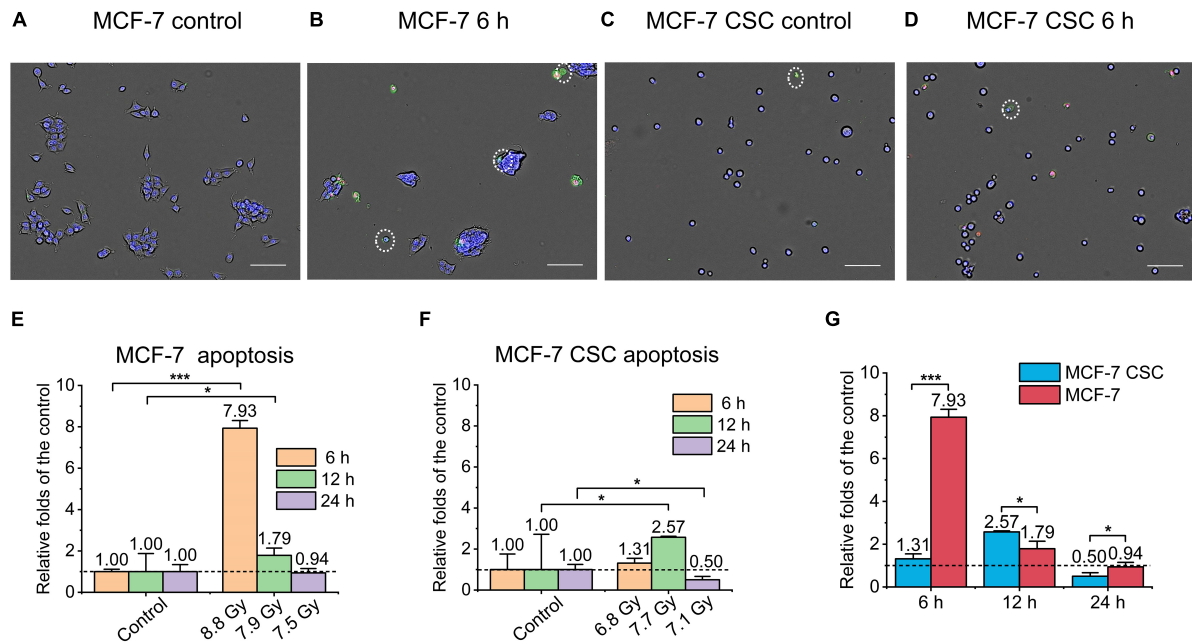 A MCF-7 control
B MCF-7 6 h
C MCF-7 CSC control
D MCF-7 CSC 6 h
E
MCF-7 apoptosis
Relative folds of the control
10
8
6
4
2
0
***
*
7.93
1.00
1.00
1.00
1.79
0.94
6 h
12 h
24 h
Control
8.8 Gy
7.9 Gy
7.5 Gy
F
MCF-7 CSC apoptosis
Relative folds of the control
10
8
6
4
2
0
6 h
12 h
24 h
*
*
1.00
1.00
1.00
1.31
2.57
0.50
Control
6.8 Gy
7.7 Gy
7.1 Gy
G
Relative folds of the control
10
8
6
4
2
0
MCF-7 CSC
MCF-7
***
7.93
1.31
*
2.57
1.79
*
0.50
0.94
6 h
12 h
24 h